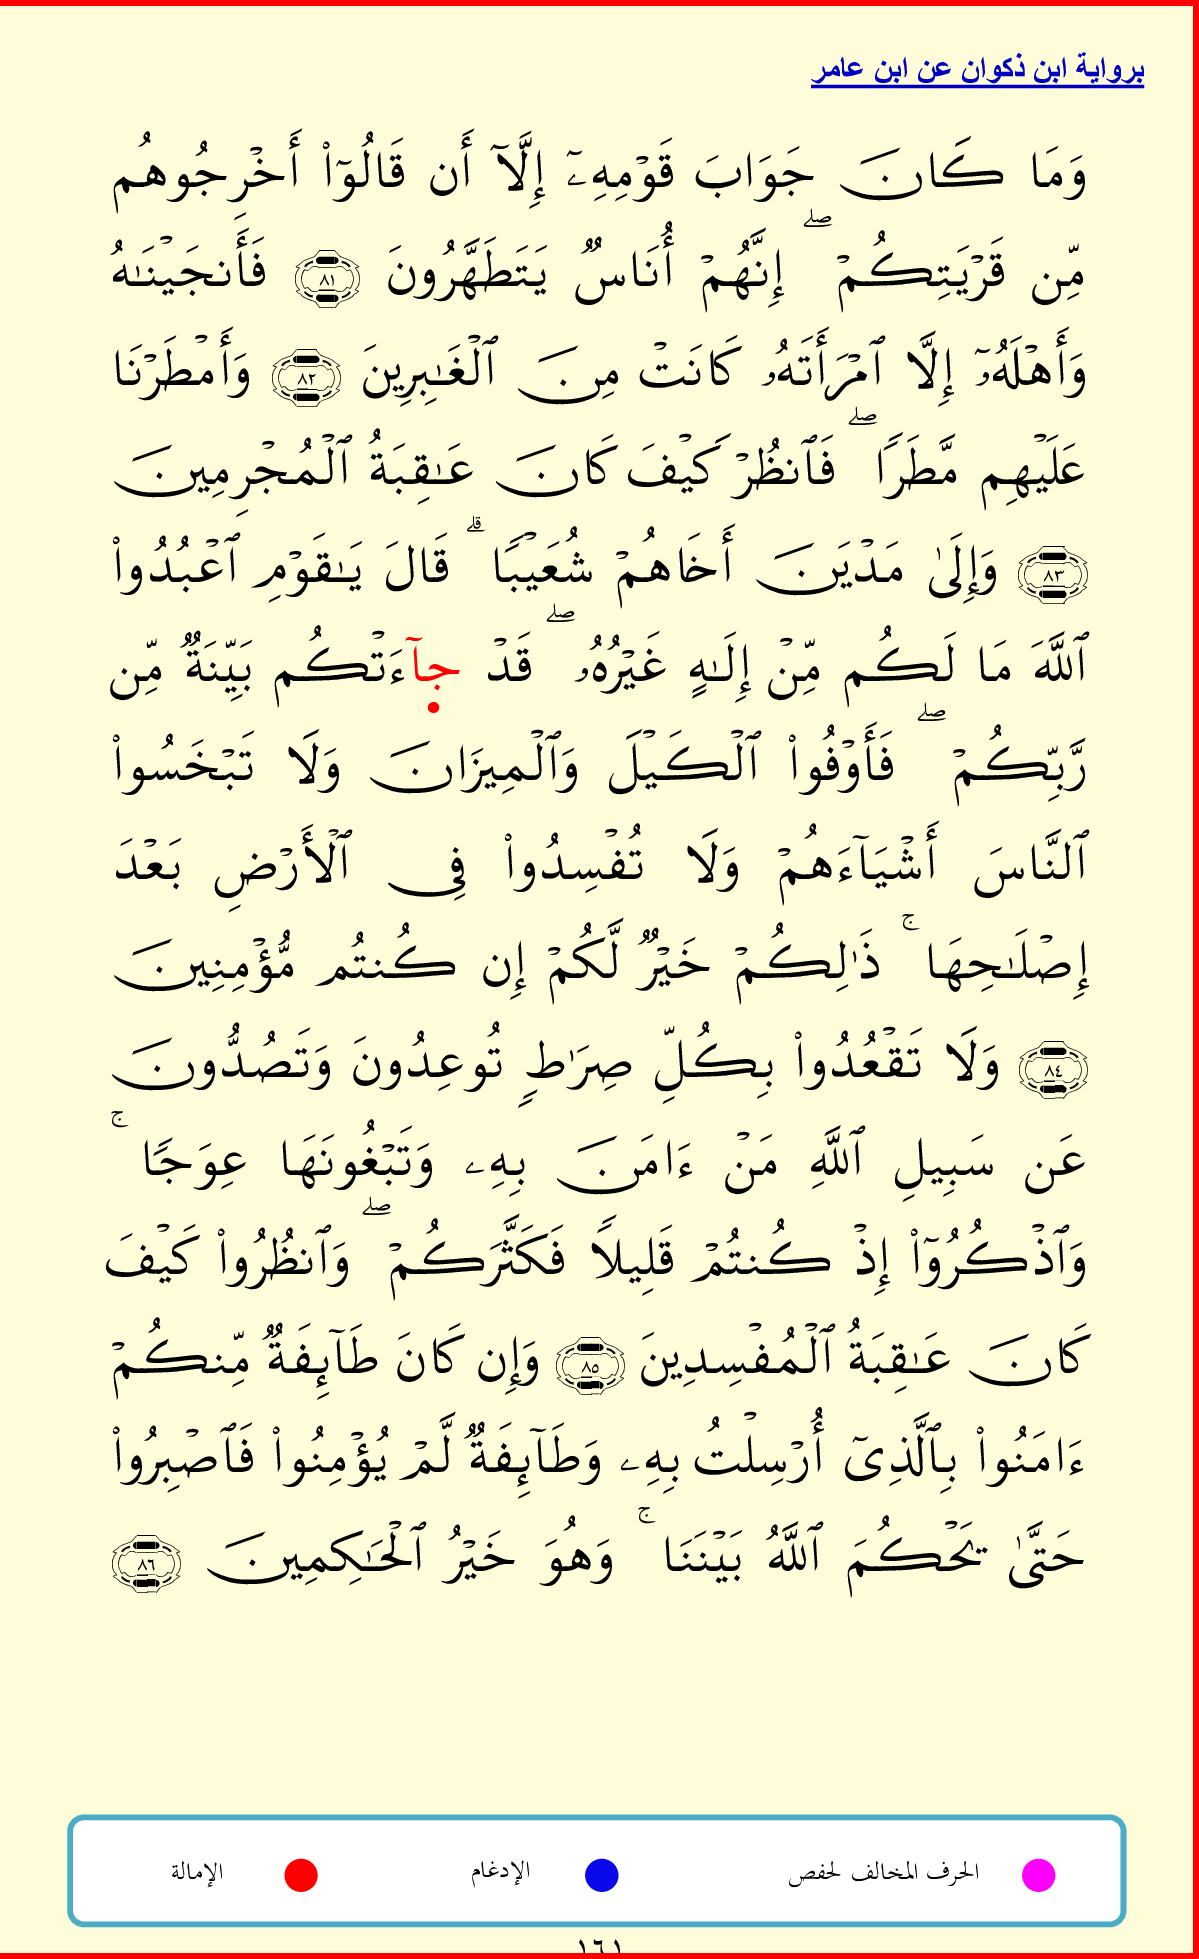 برواية ابن ذكوان عن ابن عامر
وَمَا كَانَ جَوَابَ قَوْمِهِۦٓ إِلَّآ أَن قَالُوٓا۟ أَخْرِجُوهُم
مِّن قَرْيَتِكُمْ ۖ إِنَّهُمْ أُنَاسٌ يَتَطَهَّرُونَ ٨١ فَأَنجَيْنَـٰهُ
وَأَهْلَهُۥٓ إِلَّا ٱمْرَأَتَهُۥ كَانَتْ مِنَ ٱلْغَـٰبِرِينَ ٨٢ وَأَمْطَرْنَا
عَلَيْهِم مَّطَرًا ۖ فَٱنظُرْ كَيْفَ كَانَ عَـٰقِبَةُ ٱلْمُجْرِمِينَ
٨٣ وَإِلَىٰ مَدْيَنَ أَخَاهُمْ شُعَيْبًا ۗ قَالَ يَـٰقَوْمِ ٱعْبُدُوا۟
ٱللَّهَ مَا لَكُم مِّنْ إِلَـٰهٍ غَيْرُهُۥ ۖ قَدْ جآءَتْكُم بَيِّنَةٌ مِّن
رَّبِّكُمْ ۖ فَأَوْفُوا۟ ٱلْكَيْلَ وَٱلْمِيزَانَ وَلَا تَبْخَسُوا۟
ٱلنَّاسَ أَشْيَآءَهُمْ وَلَا تُفْسِدُوا۟ فِى ٱلْأَرْضِ بَعْدَ
إِصْلَـٰحِهَا ۚ ذَٰلِكُمْ خَيْرٌ لَّكُمْ إِن كُنتُم مُّؤْمِنِينَ
٨٤ وَلَا تَقْعُدُوا۟ بِكُلِّ صِرَٰطٍ تُوعِدُونَ وَتَصُدُّونَ
عَن سَبِيلِ ٱللَّهِ مَنْ ءَامَنَ بِهِۦ وَتَبْغُونَهَا عِوَجًا ۚ
وَٱذْكُرُوٓا۟ إِذْ كُنتُمْ قَلِيلًا فَكَثَّرَكُمْ ۖ وَٱنظُرُوا۟ كَيْفَ
كَانَ عَـٰقِبَةُ ٱلْمُفْسِدِينَ ٨٥ وَإِن كَانَ طَآئِفَةٌ مِّنكُمْ
ءَامَنُوا۟ بِٱلَّذِىٓ أُرْسِلْتُ بِهِۦ وَطَآئِفَةٌ لَّمْ يُؤْمِنُوا۟ فَٱصْبِرُوا۟
حَتَّىٰ يَحْكُمَ ٱللَّهُ بَيْنَنَا ۚ وَهُوَ خَيْرُ ٱلْحَـٰكِمِينَ ٨٦
الحرف المخالف لحفص الإدغام الإمالة
١٦١